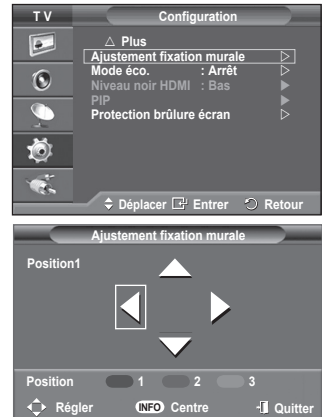 T V Configuration
△ Plus
Ajustement fixation murale
Mode éco. : Arrêt
Niveau noir HDMI : Bas
PIP
Protection brûlure écran
Déplacer Entrer Retour
Ajustement fixation murale
Position1
Position 1 2 3
Régler INFO Centre Quitter